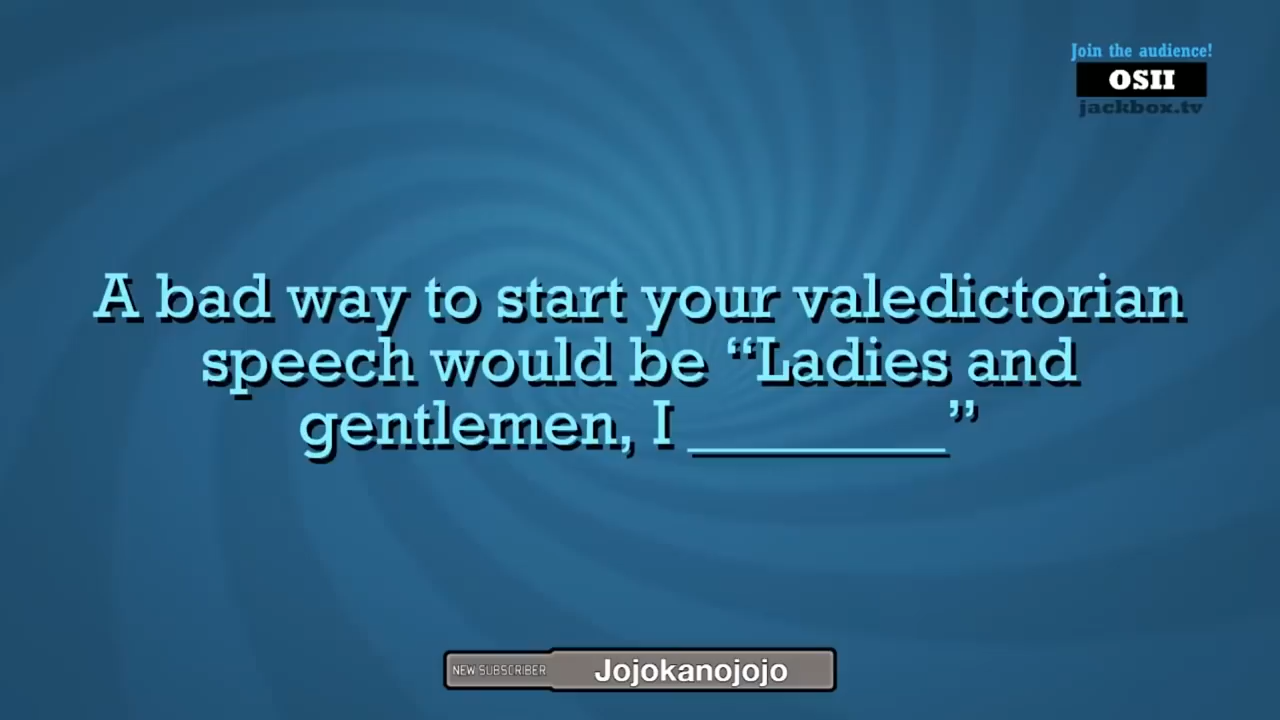 Join the audience!
OSII
jackbox.tv
A bad way to start your valedictorian
speech would be “Ladies and
gentlemen, I ________”
NEW SUBSCRIBER Jojokanojojo